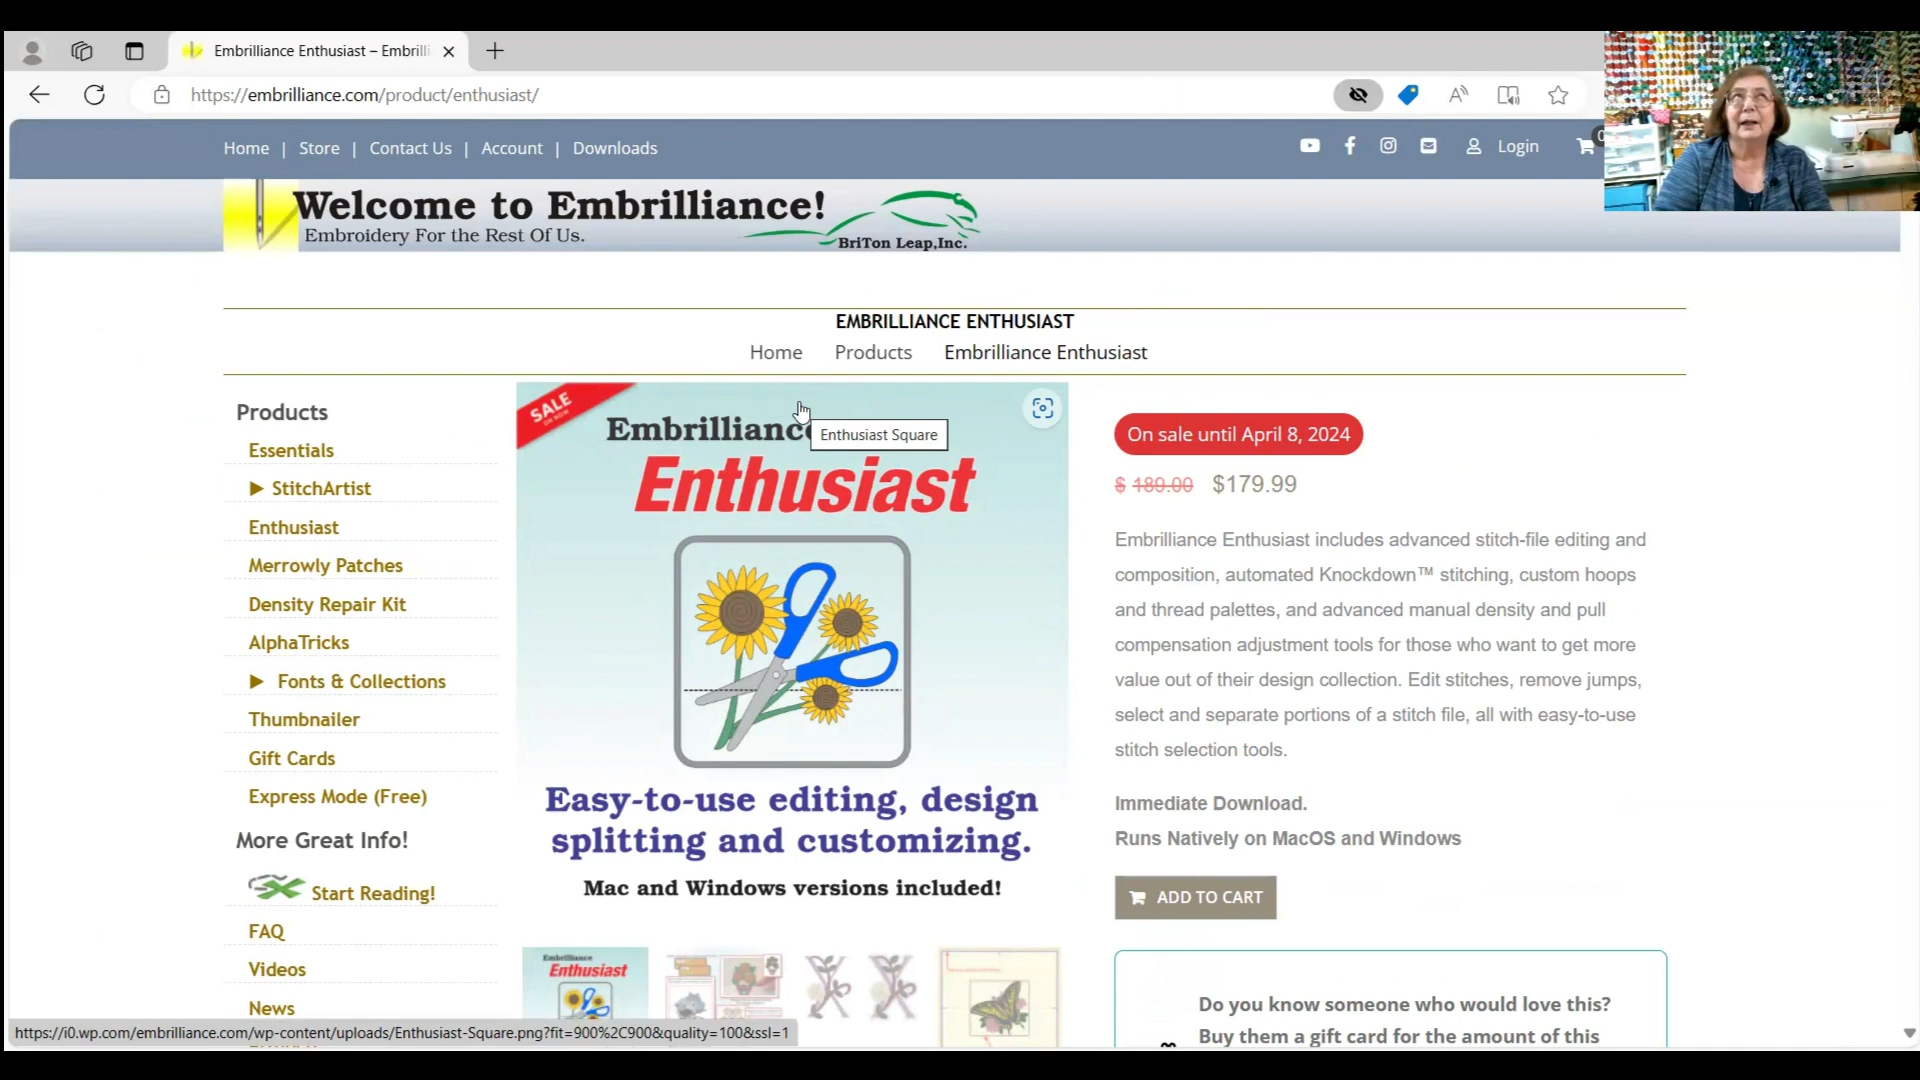 Embrilliance Enthusiast – Embrilli
https://embrilliance.com/product/enthusiast/
Home | Store | Contact Us | Account | Downloads
Login
0
Welcome to Embrilliance!
Embroidery For the Rest Of Us.
BriTon Leap,Inc.
EMBRILLIANCE ENTHUSIAST
Home Products Embrilliance Enthusiast
Products
Essentials
StitchArtist
Enthusiast
Merrowly Patches
Density Repair Kit
AlphaTricks
Fonts & Collections
Thumbnailer
Gift Cards
Express Mode (Free)
More Great Info!
Start Reading!
FAQ
Videos
News
SALE
ON NOW
Embrilliance
Enthusiast Square
Enthusiast
Easy-to-use editing, design
splitting and customizing.
Mac and Windows versions included!
Embrilliance
Enthusiast
On sale until April 8, 2024
$ 189.00 $179.99
Embrilliance Enthusiast includes advanced stitch-file editing and
composition, automated Knockdown™ stitching, custom hoops
and thread palettes, and advanced manual density and pull
compensation adjustment tools for those who want to get more
value out of their design collection. Edit stitches, remove jumps,
select and separate portions of a stitch file, all with easy-to-use
stitch selection tools.
Immediate Download.
Runs Natively on MacOS and Windows
ADD TO CART
Do you know someone who would love this?
Buy them a gift card for the amount of this
https://i0.wp.com/embrilliance.com/wp-content/uploads/Enthusiast-Square.png?fit=900%2C900&quality=100&ssl=1